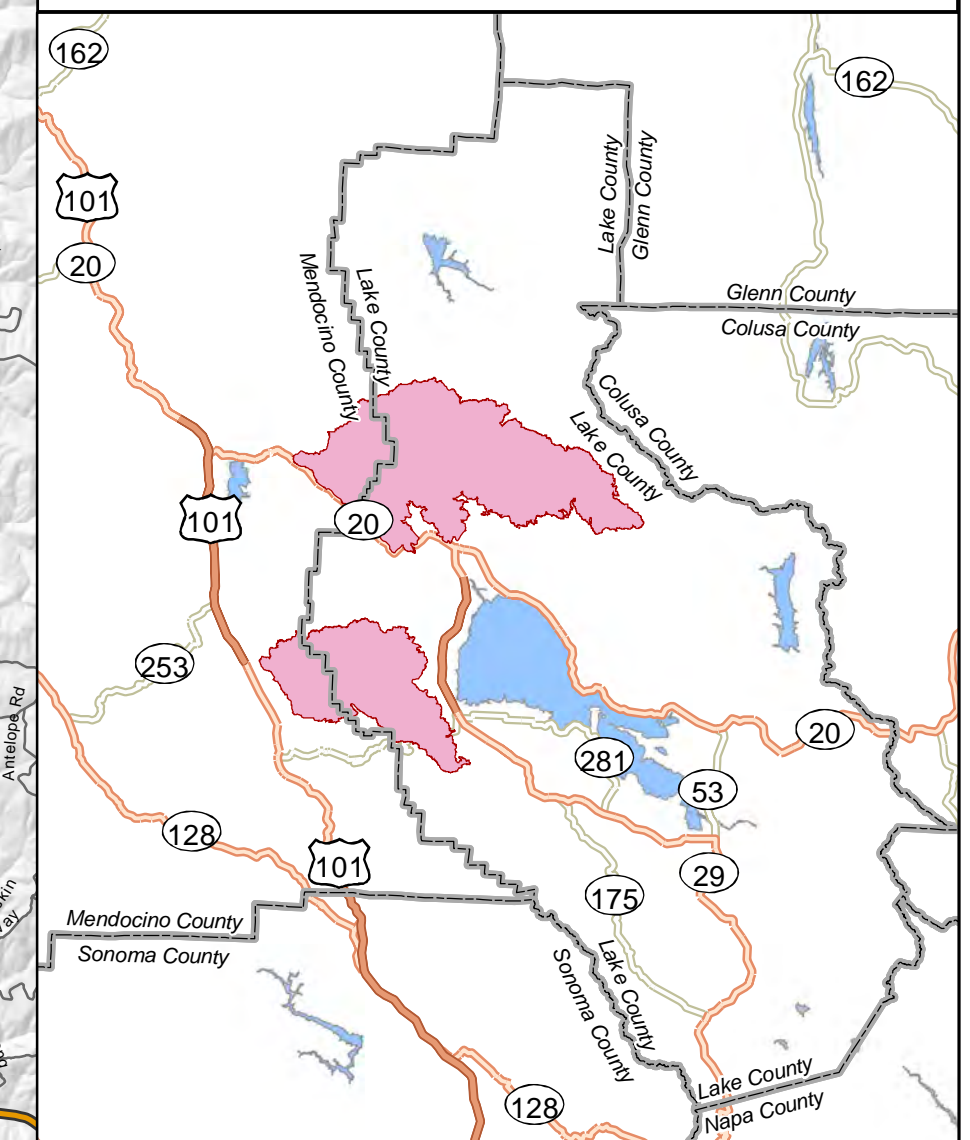 162
162
101
20
Lake County
Glenn County
Mendocino County
Lake County
Glenn County
Colusa County
Colusa County
Lake County
20
101
253
Antelope Rd
20
281
53
128
101
29
175
Mendocino County
Sonoma County
Lake County
Sonoma County
Lake County
Napa County
128